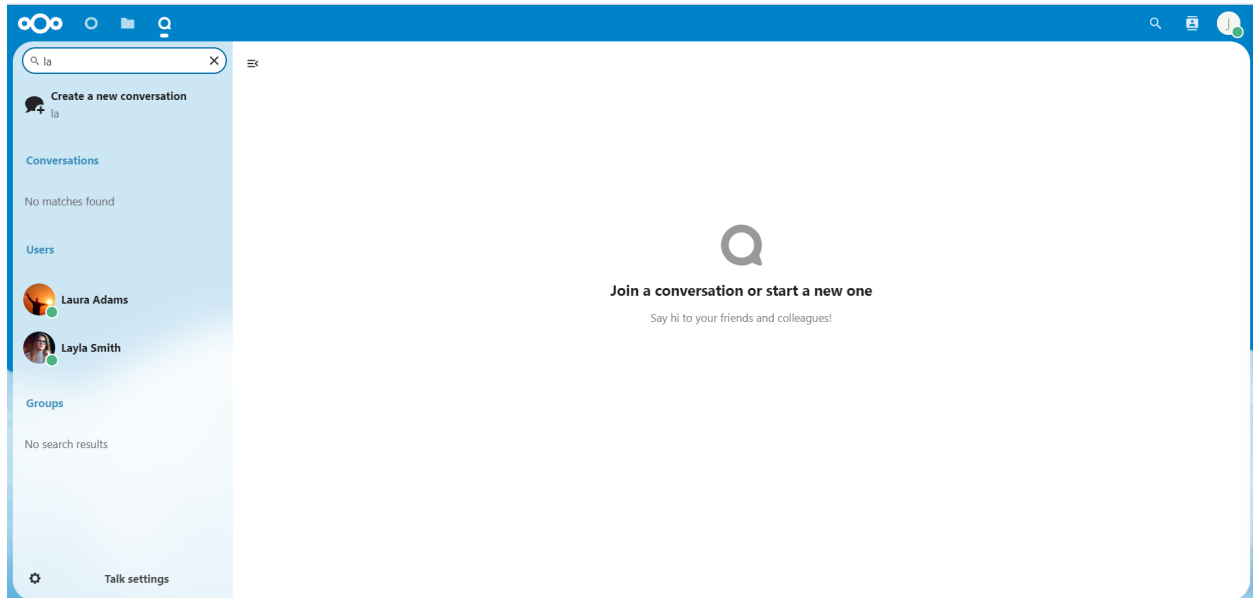 J
la
Create a new conversation
la
Conversations
No matches found
Users
Laura Adams
Layla Smith
Groups
No search results
Talk settings
Join a conversation or start a new one
Say hi to your friends and colleagues!